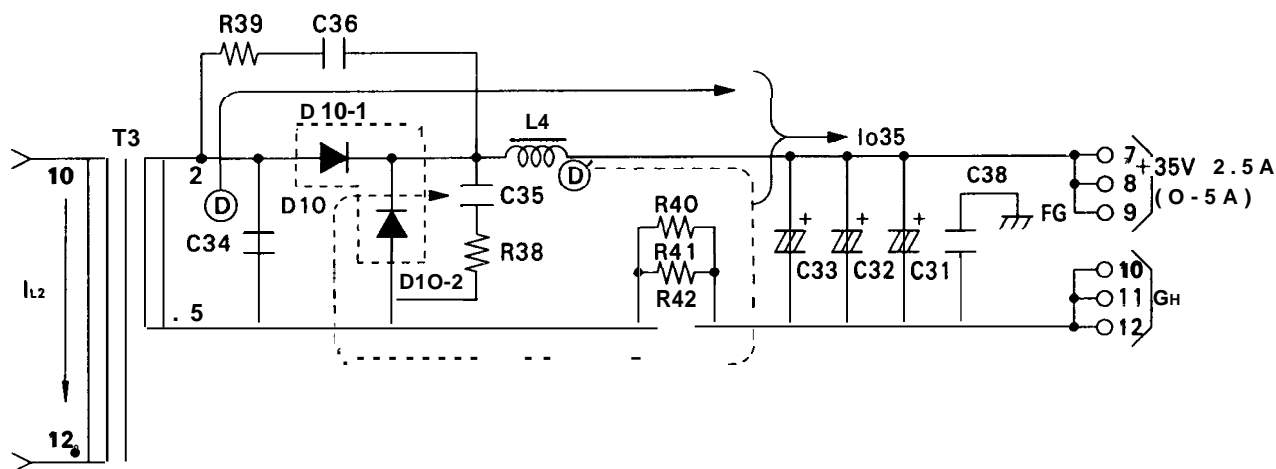 R39 C36
D10-1
T3
L4
Io35
10
2
D
D'
7
8
9
+35V 2.5A
(0-5A)
C38
FG
C35
D10
R40
C34
R41
R38
R42
C33
C32
C31
D10-2
+
+
+
10
11
12
GH
IL2
. 5
12